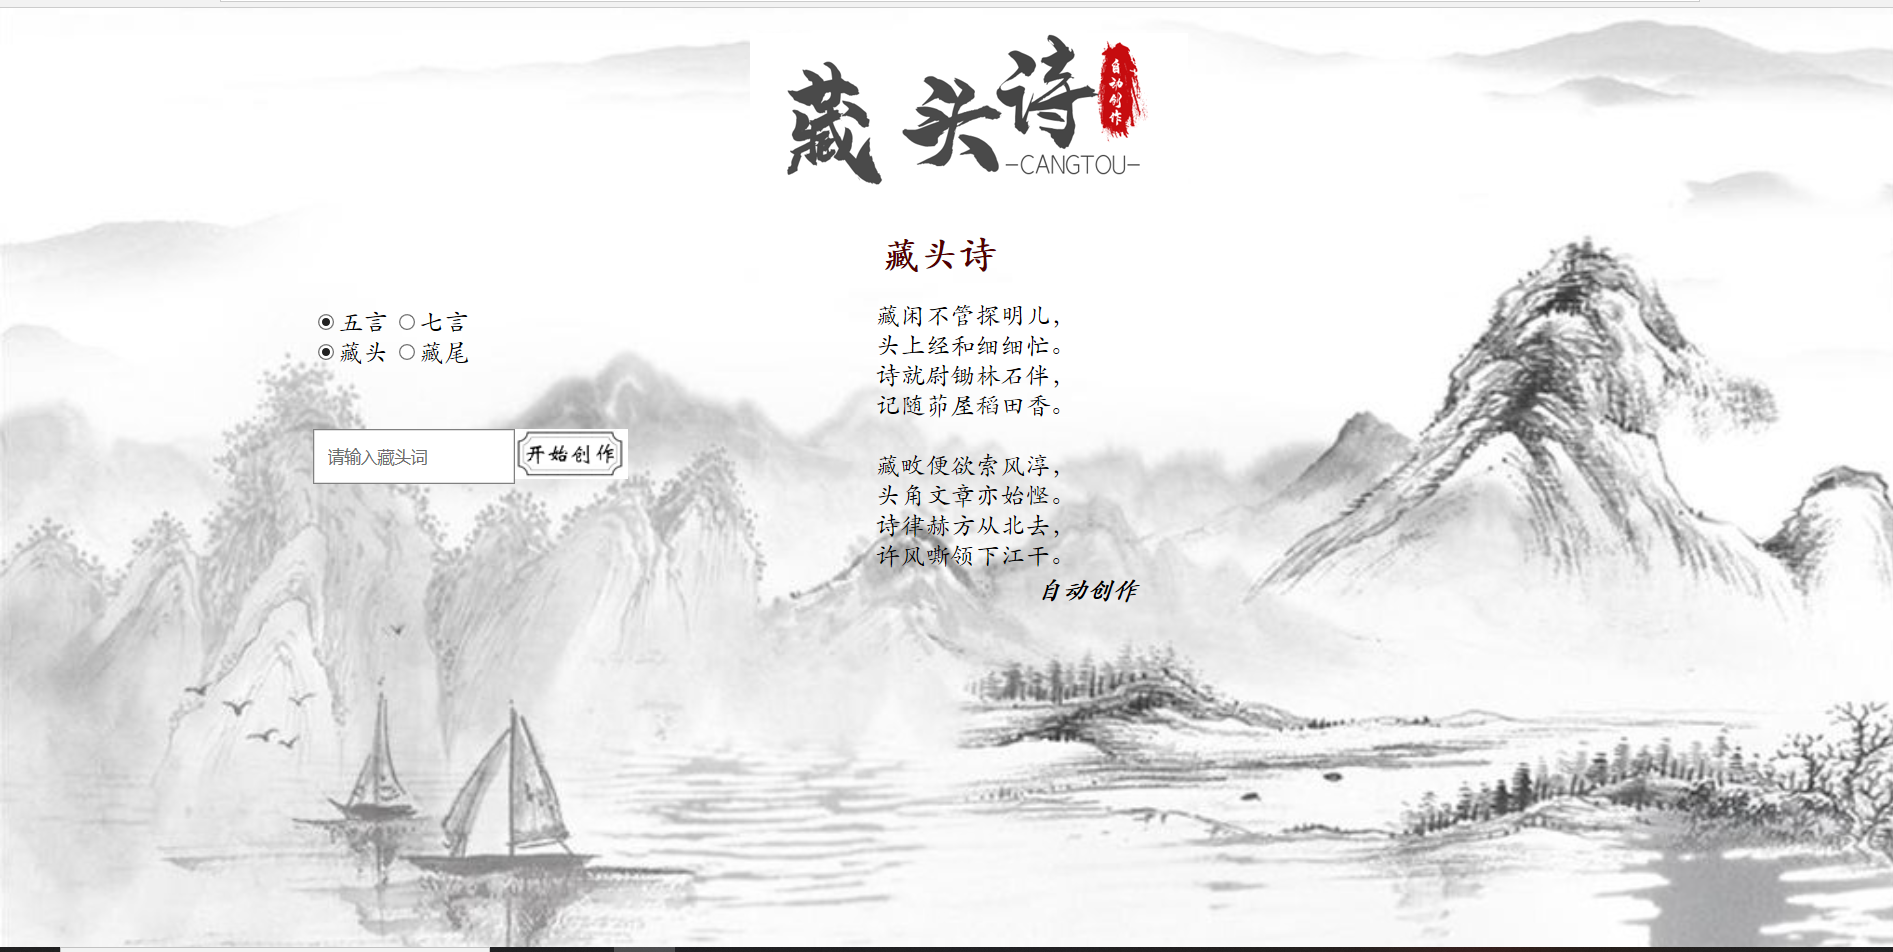 藏头诗
自动创作
-CANGTOU-
藏头诗
五言 七言
藏头 藏尾
请输入藏头词
开始创作
藏闲不管探明儿，
头上经和细细忙。
诗就尉锄林石伴，
记随茆屋稻田香。
藏畋便欲索风淳，
头角文章亦始悭。
诗律赫方从北去，
许风嘶领下江干。
自动创作